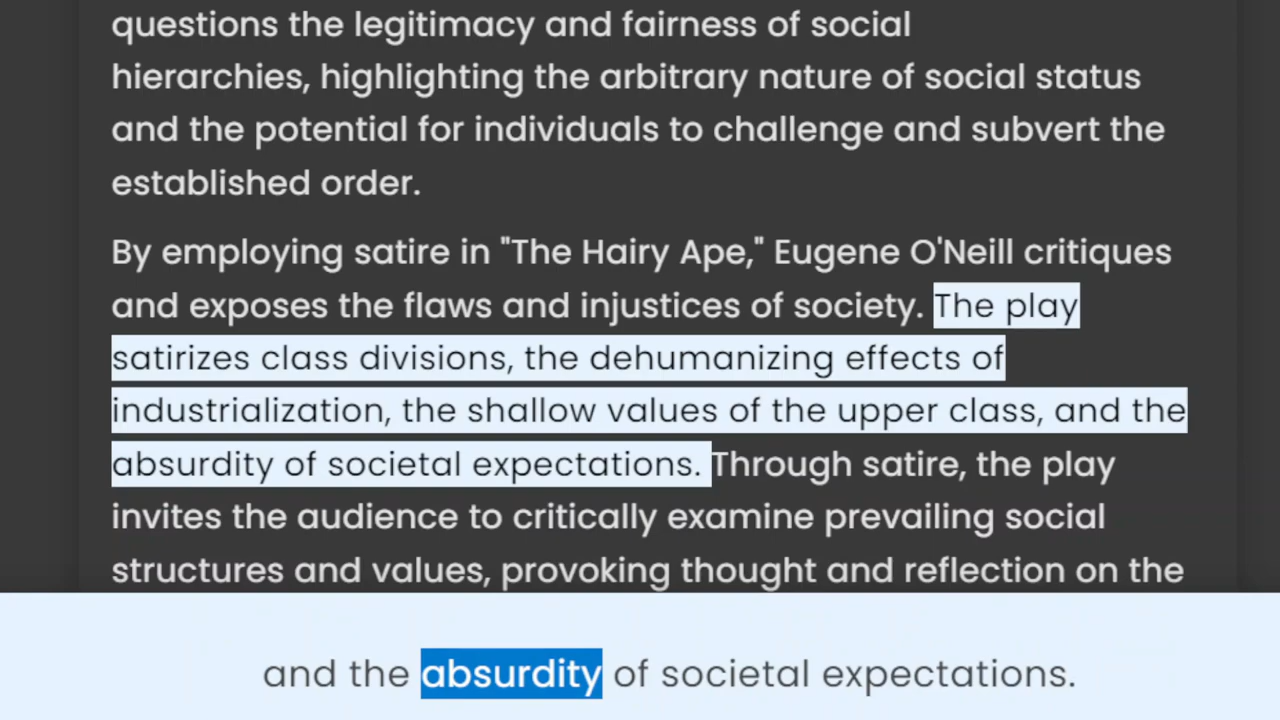 questions the legitimacy and fairness of social
hierarchies, highlighting the arbitrary nature of social status
and the potential for individuals to challenge and subvert the
established order.
By employing satire in "The Hairy Ape," Eugene O'Neill critiques
and exposes the flaws and injustices of society. The play
satirizes class divisions, the dehumanizing effects of
industrialization, the shallow values of the upper class, and the
absurdity of societal expectations. Through satire, the play
invites the audience to critically examine prevailing social
structures and values, provoking thought and reflection on the
and the absurdity of societal expectations.